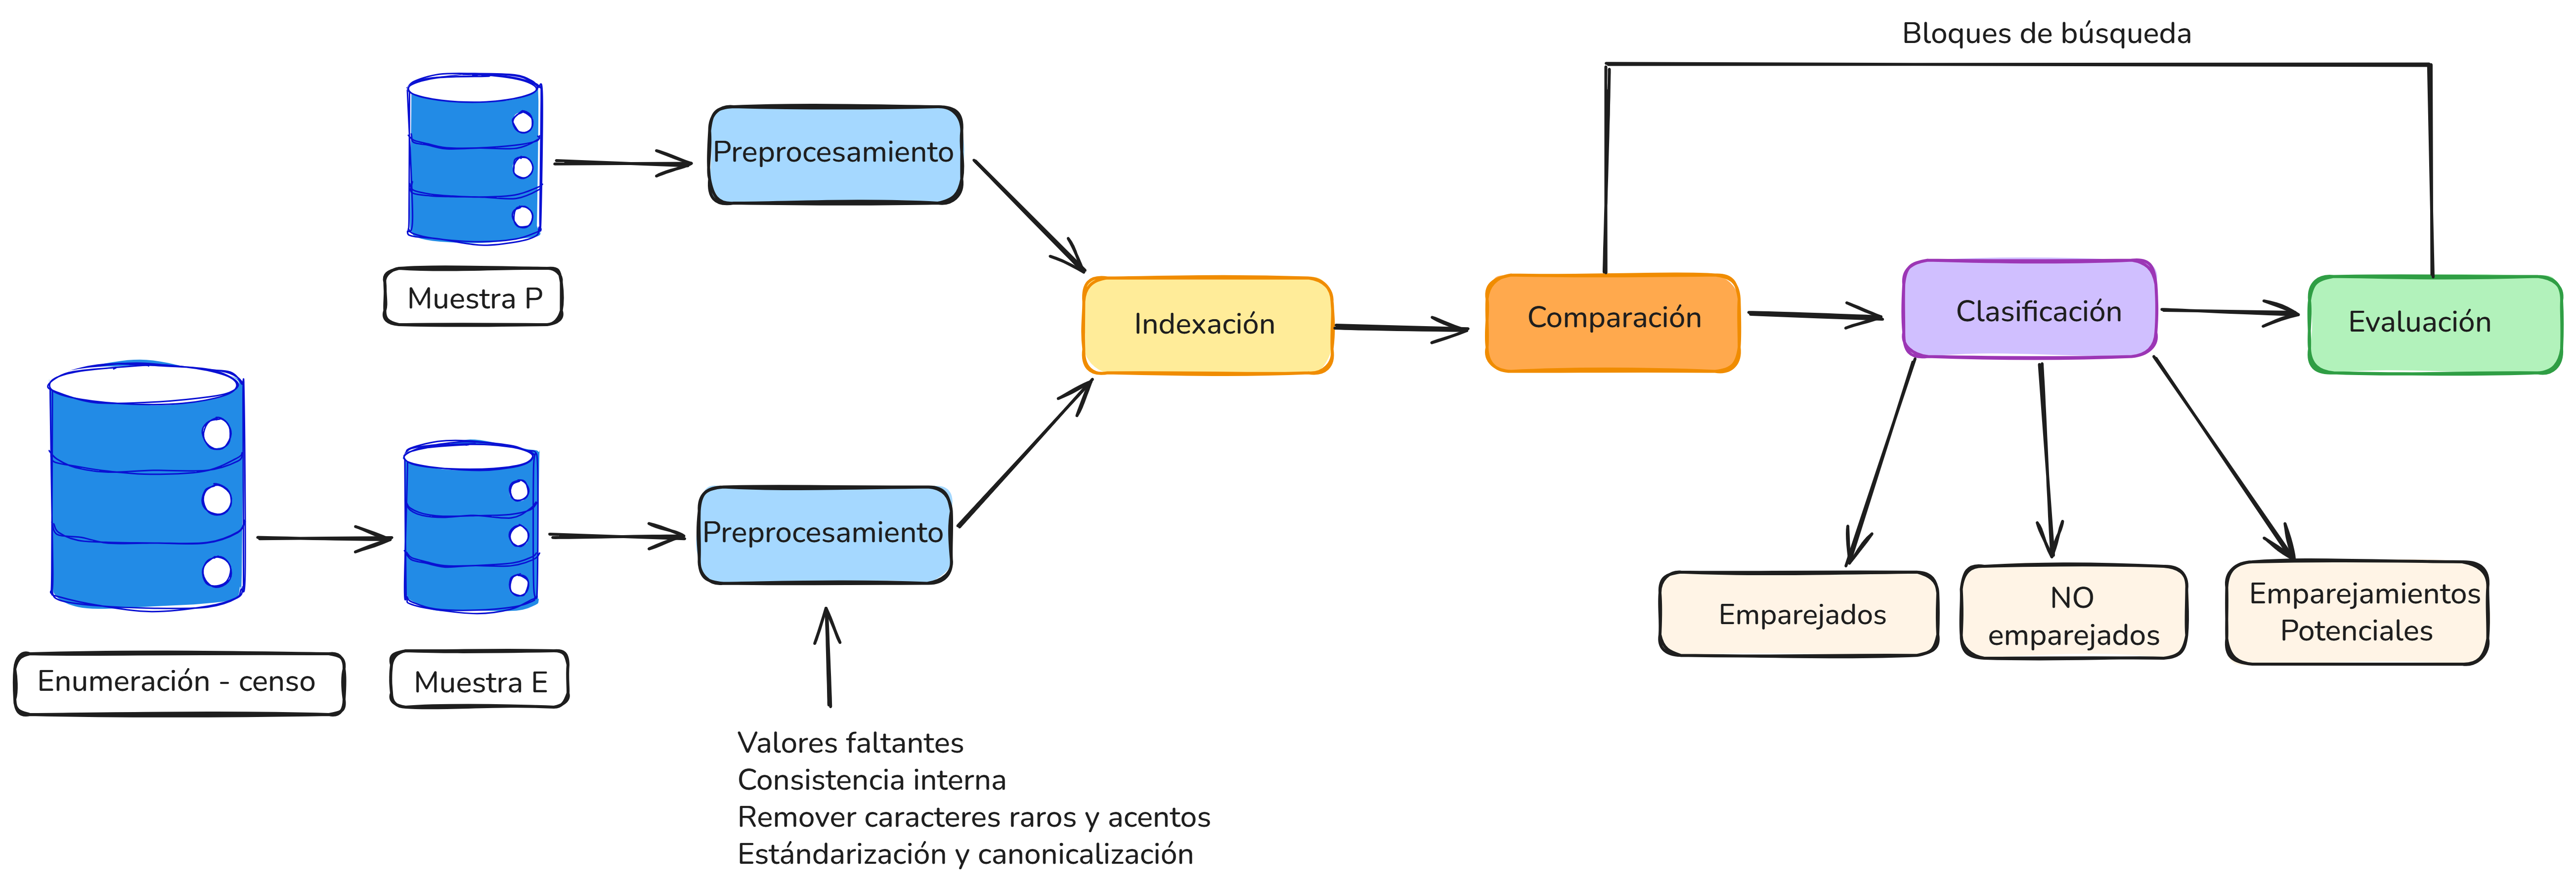 Bloques de búsqueda
Preprocesamiento
Muestra P
Indexación
Comparación
Clasificación
Evaluación
Preprocesamiento
Enumeración - censo
Muestra E
Emparejados
NO
emparejados
Emparejamientos
Potenciales
Valores faltantes
Consistencia interna
Remover caracteres raros y acentos
Estándarización y canonicalización